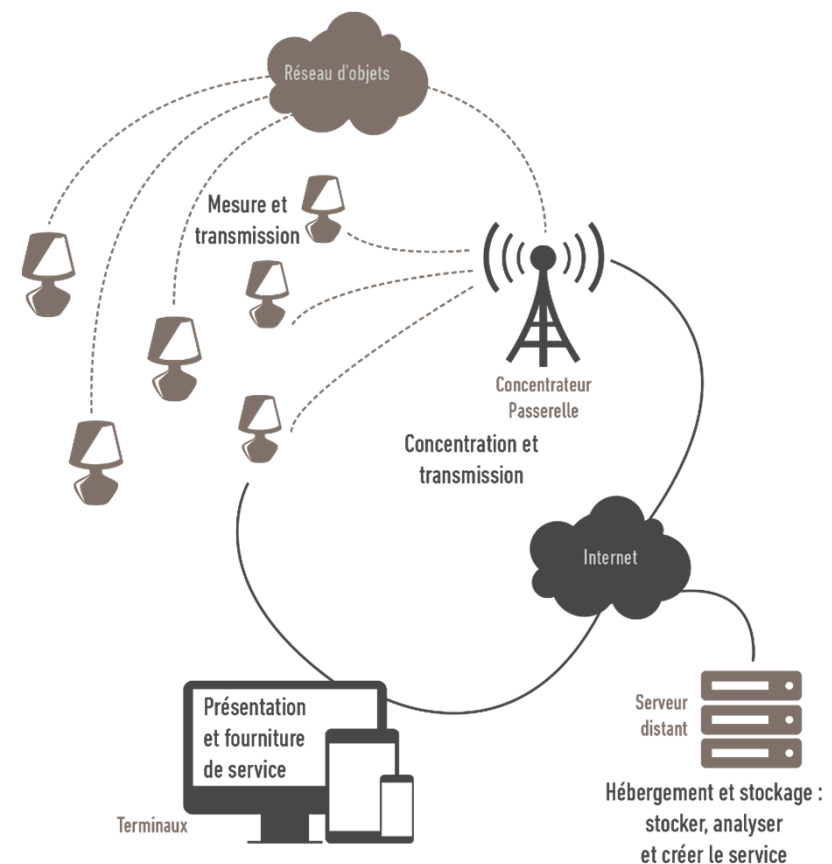 Réseau d'objets
Mesure et
transmission
Concentrateur
Passerelle
Concentration et
transmission
Internet
Présentation
et fourniture
de service
Terminaux
Serveur
distant
Hébergement et stockage :
stocker, analyser
et créer le service